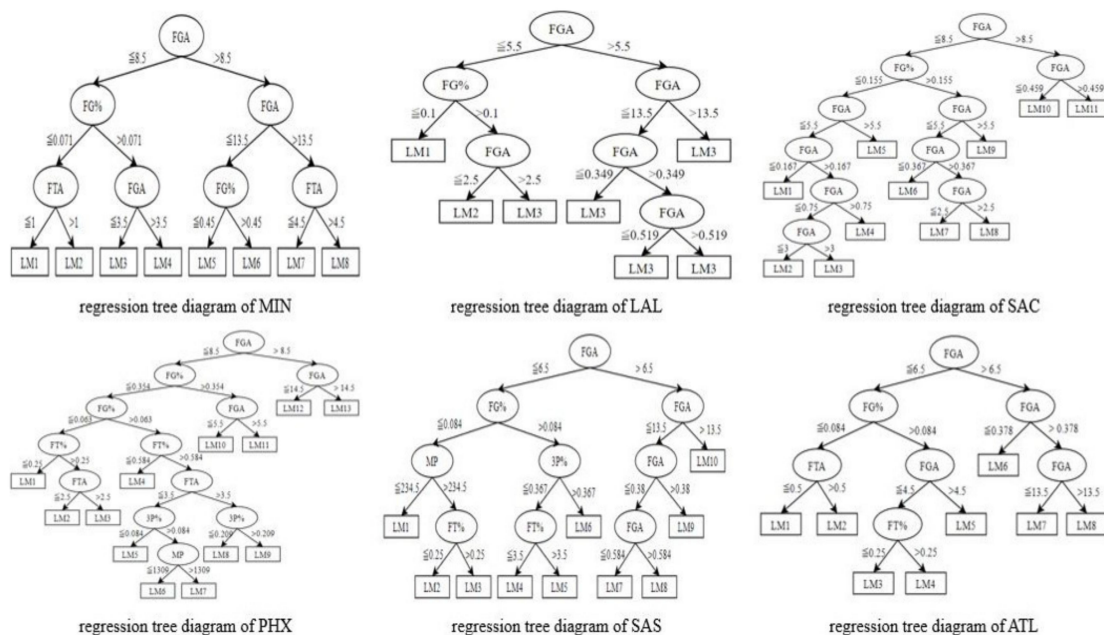 FGA
≦8.5 >8.5
FG% FGA
≦0.071 >0.071 ≦13.5 >13.5
FTA FGA FG% FTA
≦1 >1 ≦3.5 >3.5 ≦0.45 >0.45 ≦4.5 >4.5
LM1 LM2 LM3 LM4 LM5 LM6 LM7 LM8
regression tree diagram of MIN
FGA
≦5.5 >5.5
FG% FGA
≦0.1 >0.1 ≦13.5 >13.5
LM1 FGA FGA LM3
≦2.5 >2.5 ≦0.349 >0.349
LM2 LM3 LM3 FGA
≦0.519 >0.519
LM3 LM3
regression tree diagram of LAL
FGA
≦8.5 >8.5
FG% FGA
≦0.155 >0.155 ≦0.459 >0.459
FGA FGA LM10 LM11
≦5.5 >5.5 ≦5.5 >5.5
FGA LM5 FGA LM9
≦0.167 >0.167 ≦0.367 >0.367
LM1 FGA LM6 FGA
≦0.75 >0.75 ≦2.5 >2.5
FGA LM4 LM7 LM8
≦3 >3
LM2 LM3
regression tree diagram of SAC
FGA
≦8.5 > 8.5
FG% FGA
≦0.354 >0.354 ≦14.5 > 14.5
FG% FGA LM12 LM13
≦0.063 >0.063 ≦5.5 >5.5
FT% FT% LM10 LM11
≦0.25 >0.25 ≦0.584 >0.584
LM1 FTA LM4 FTA
≦2.5 >2.5 ≦3.5 >3.5
LM2 LM3 3P% 3P%
≦0.084 >0.084 ≦0.209 >0.209
LM5 MP LM8 LM9
≦1309 >1309
LM6 LM7
regression tree diagram of PHX
FGA
≦6.5 > 6.5
FG% FGA
≦0.084 >0.084 ≦13.5 > 13.5
MP 3P% FGA LM10
≦234.5 >234.5 ≦0.367 >0.367 ≦0.38 >0.38
LM1 FT% FT% LM6 FGA LM9
≦0.25 >0.25 ≦3.5 >3.5 ≦0.584 >0.584
LM2 LM3 LM4 LM5 LM7 LM8
regression tree diagram of SAS
FGA
≦6.5 > 6.5
FG% FGA
≦0.084 >0.084 ≦0.378 > 0.378
FTA FGA LM6 FGA
≦0.5 >0.5 ≦4.5 >4.5 ≦13.5 >13.5
LM1 LM2 FT% LM5 LM7 LM8
≦0.25 >0.25
LM3 LM4
regression tree diagram of ATL